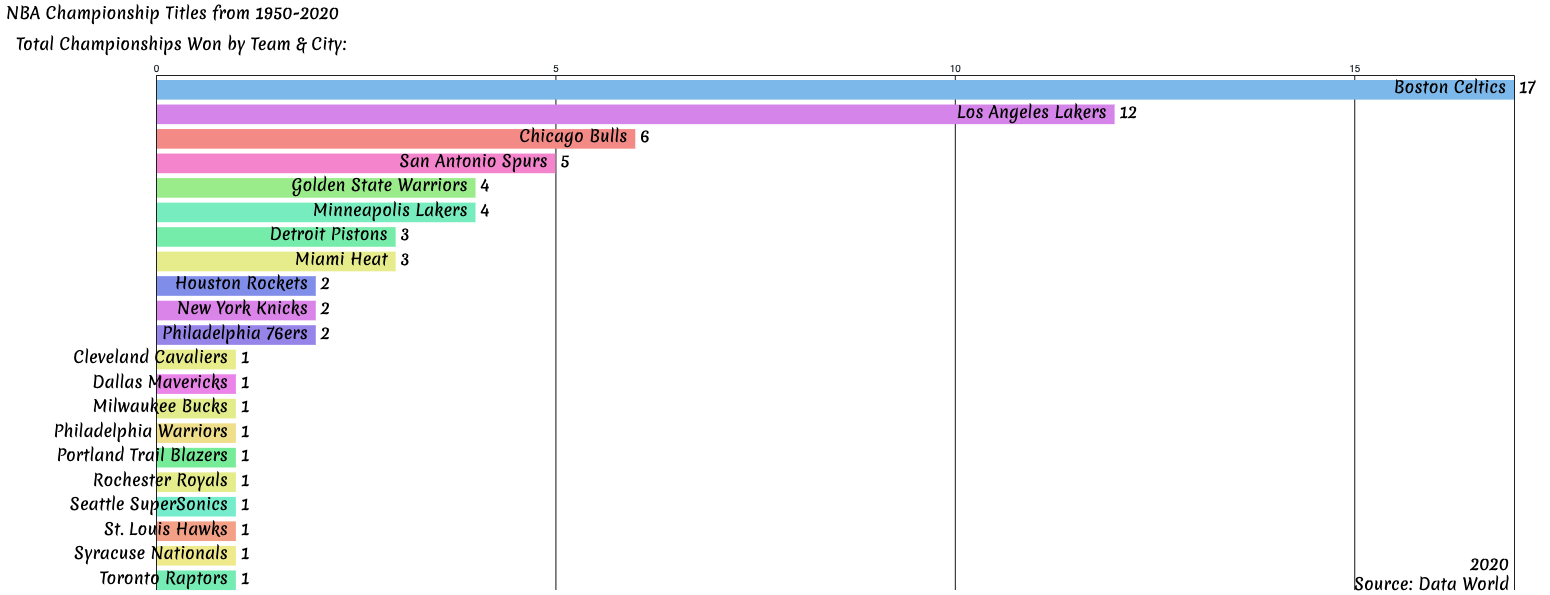 NBA Championship Titles from 1950-2020
Total Championships Won by Team & City:
0 5 10 15
Boston Celtics 17
Los Angeles Lakers 12
Chicago Bulls 6
San Antonio Spurs 5
Golden State Warriors 4
Minneapolis Lakers 4
Detroit Pistons 3
Miami Heat 3
Houston Rockets 2
New York Knicks 2
Philadelphia 76ers 2
Cleveland Cavaliers 1
Dallas Mavericks 1
Milwaukee Bucks 1
Philadelphia Warriors 1
Portland Trail Blazers 1
Rochester Royals 1
Seattle SuperSonics 1
St. Louis Hawks 1
Syracuse Nationals 1
Toronto Raptors 1
2020
Source: Data World